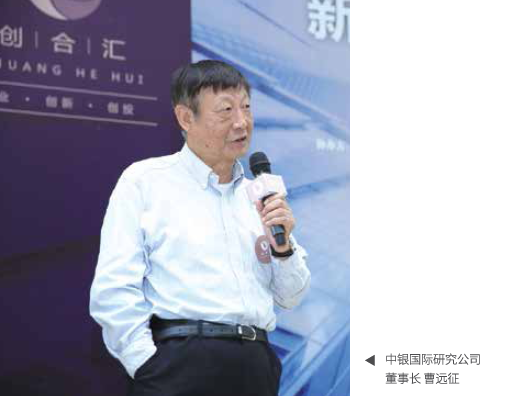 新
创 | 合 | 汇
HUANG HE HUI
业 · 创新 · 创投
◀ 中银国际研究公司
董事长 曹远征